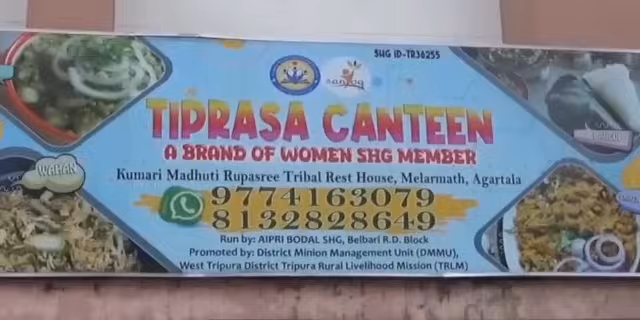 SHG ID-TR36255
TIPRASA CANTEEN
A BRAND OF WOMEN SHG MEMBER
WAHAN
Kumari Madhuti Rupasree Tribal Rest House, Melarmath, Agartala
9774163079
8132828649
Run by: AIPRI BODAL SHG, Belbari R.D. Block
Promoted by: District Minion Management Unit (DMMU),
West Tripura District Tripura Rural Livelihood Mission (TRLM)